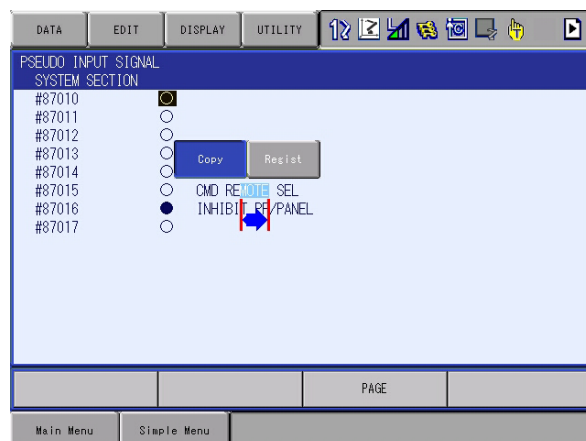 DATA EDIT DISPLAY UTILITY
PSEUDO INPUT SIGNAL
SYSTEM SECTION
#87010
#87011
#87012
#87013
Copy Regist
#87014
#87015 CMD REMOTE SEL
#87016 INHIBIT PP/PANEL
#87017
PAGE
Main Menu Simple Menu